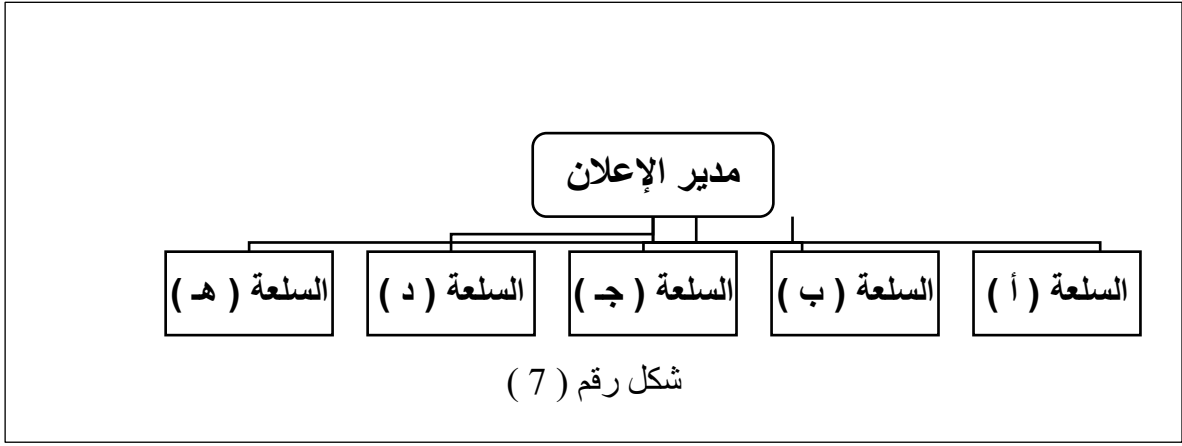 مدير الإعلان
السلعة ( أ )
السلعة ( ب )
السلعة ( جـ )
السلعة ( د )
السلعة ( هـ )
شكل رقم ( 7 )